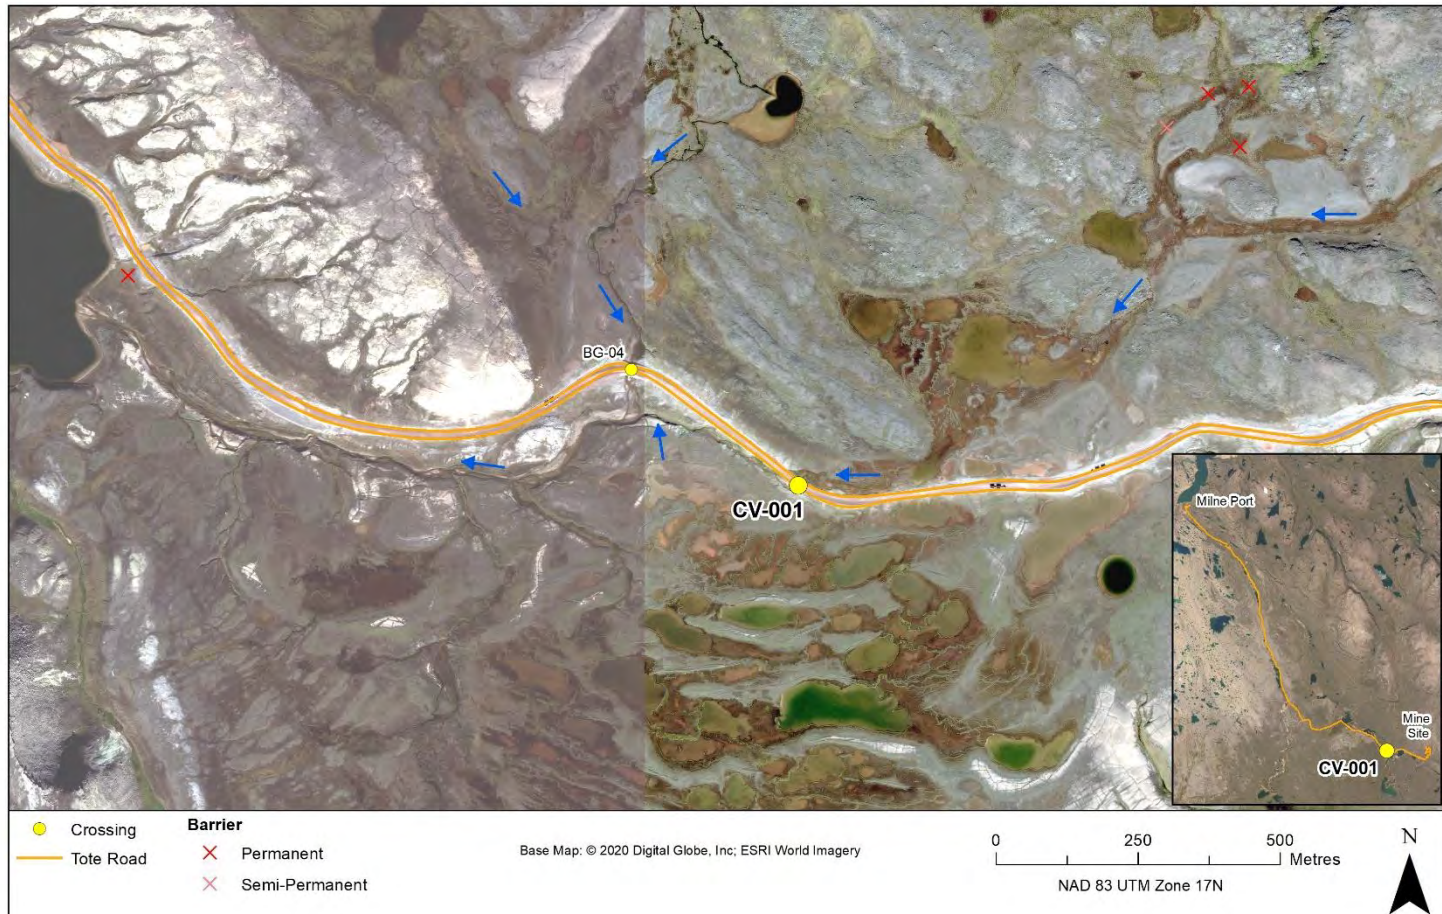 BG-04
CV-001
Milne Port
Mine
Site
CV-001
Crossing
Tote Road
Barrier
Permanent
Semi-Permanent
Base Map: © 2020 Digital Globe, Inc; ESRI World Imagery
0 250 500
Metres
NAD 83 UTM Zone 17N
N